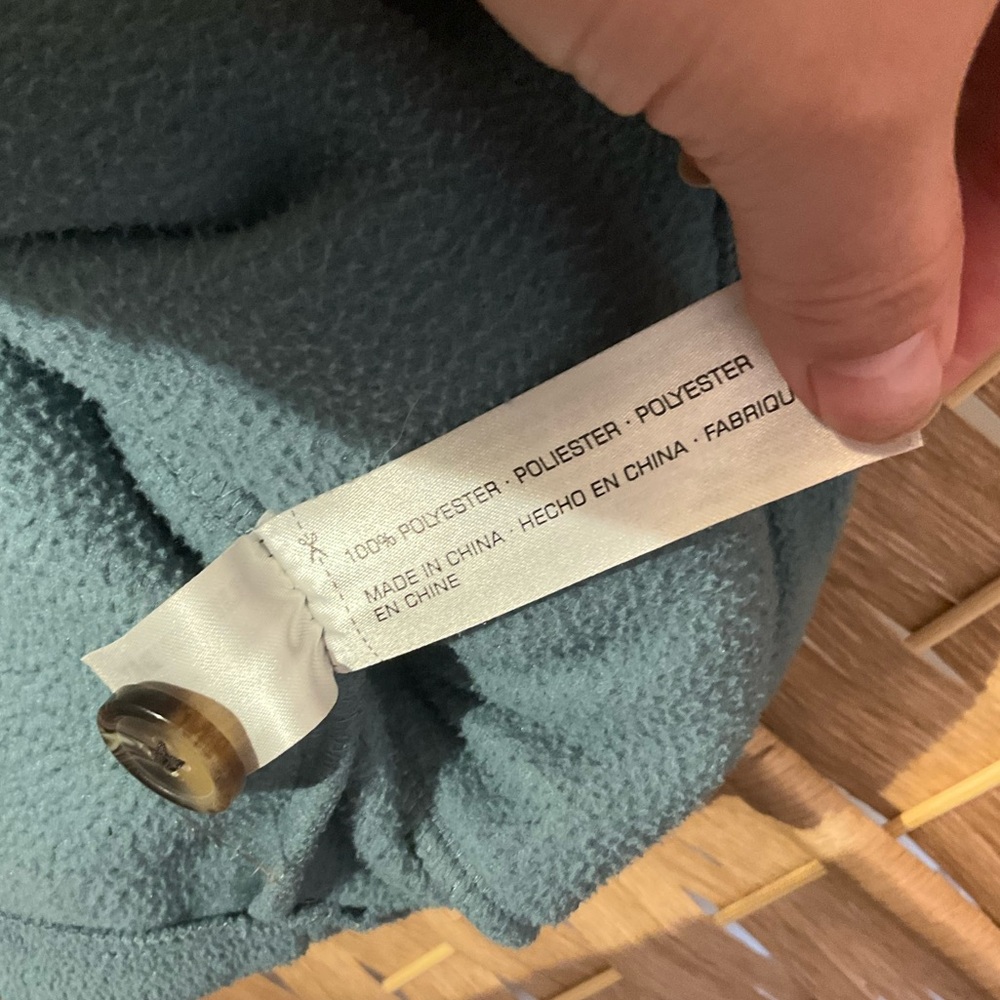 100% POLYESTER · POLIESTER · POLYESTER
MADE IN CHINA · HECHO EN CHINA · FABRIQU
EN CHINE